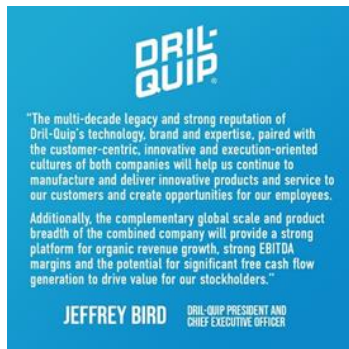 DRIL-
QUIP®
"The multi-decade legacy and strong reputation of
Dril-Quip's technology, brand and expertise, paired with
the customer-centric, innovative and execution-oriented
cultures of both companies will help us continue to
manufacture and deliver innovative products and service to
our customers and create opportunities for our employees.
Additionally, the complementary global scale and product
breadth of the combined company will provide a strong
platform for organic revenue growth, strong EBITDA
margins and the potential for significant free cash flow
generation to drive value for our stockholders."
JEFFREY BIRD
DRIL-QUIP PRESIDENT AND
CHIEF EXECUTIVE OFFICER